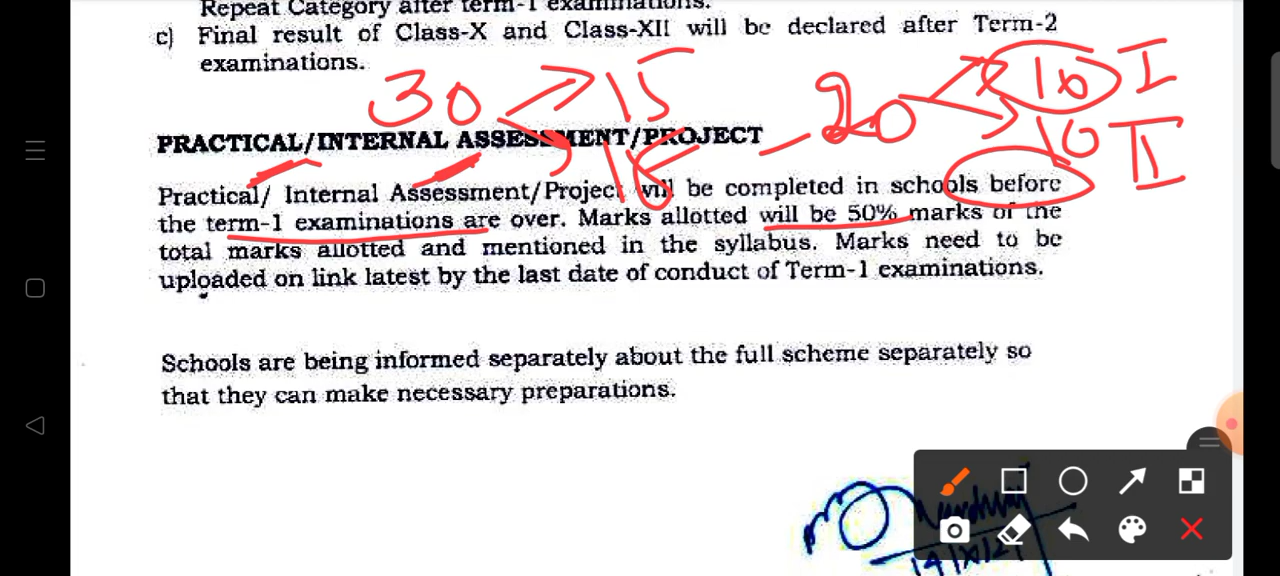 Repeat Category after term-1 examinations.
c) Final result of Class-X and Class-XII will be declared after Term-2
examinations.
30 15 20 10 I
15 10 II
PRACTICAL/INTERNAL ASSESSMENT/PROJECT
Practical/ Internal Assessment/Project will be completed in schools before
the term-1 examinations are over. Marks allotted will be 50% marks of the
total marks allotted and mentioned in the syllabus. Marks need to be
uploaded on link latest by the last date of conduct of Term-1 examinations.
Schools are being informed separately about the full scheme separately so
that they can make necessary preparations.